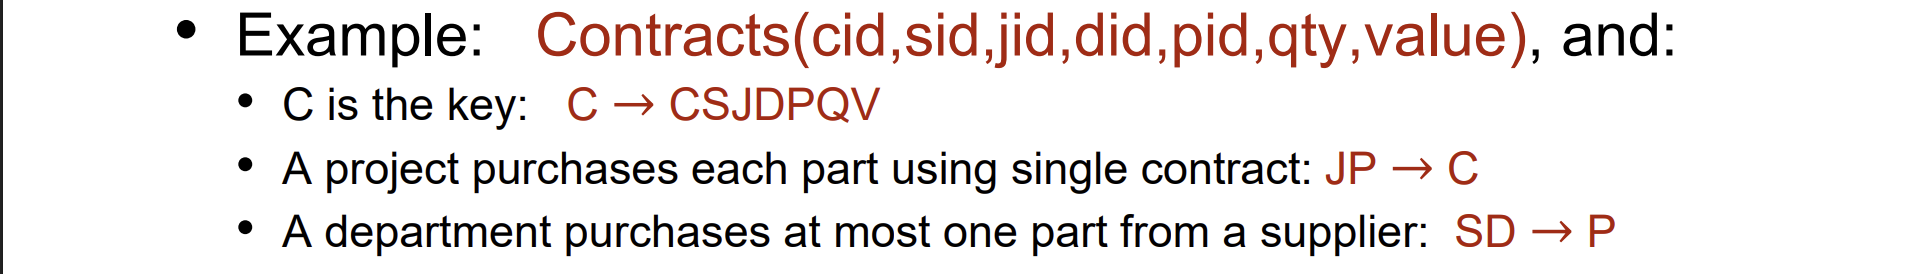 • Example: Contracts(cid,sid,jid,did,pid,qty,value), and:
• C is the key: C → CSJDPQV
• A project purchases each part using single contract: JP → C
• A department purchases at most one part from a supplier: SD → P